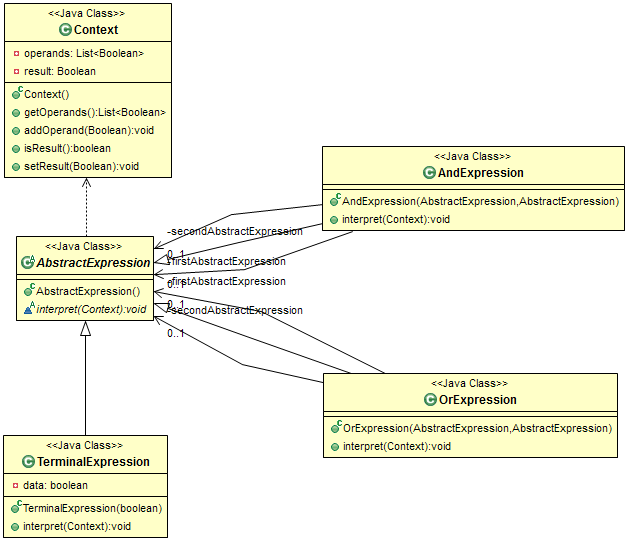 <<Java Class>>
Context
operands: List<Boolean>
result: Boolean
Context()
getOperands():List<Boolean>
addOperand(Boolean):void
isResult():boolean
setResult(Boolean):void
<<Java Class>>
AndExpression
AndExpression(AbstractExpression,AbstractExpression)
interpret(Context):void
-secondAbstractExpression
0..1
-firstAbstractExpression
0..1
-firstAbstractExpression
0..1
-secondAbstractExpression
0..1
<<Java Class>>
AbstractExpression
AbstractExpression()
interpret(Context):void
<<Java Class>>
OrExpression
OrExpression(AbstractExpression,AbstractExpression)
interpret(Context):void
<<Java Class>>
TerminalExpression
data: boolean
TerminalExpression(boolean)
interpret(Context):void